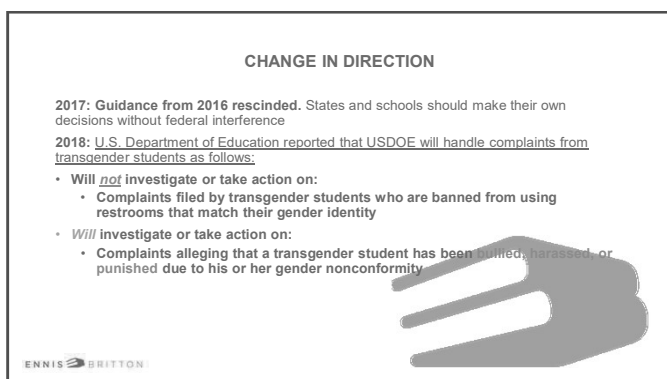 CHANGE IN DIRECTION
2017: Guidance from 2016 rescinded. States and schools should make their own
decisions without federal interference
2018: U.S. Department of Education reported that USDOE will handle complaints from
transgender students as follows:
• Will not investigate or take action on:
• Complaints filed by transgender students who are banned from using
restrooms that match their gender identity
• Will investigate or take action on:
• Complaints alleging that a transgender student has been bullied, harassed, or
punished due to his or her gender nonconformity
ENNIS BRITTON